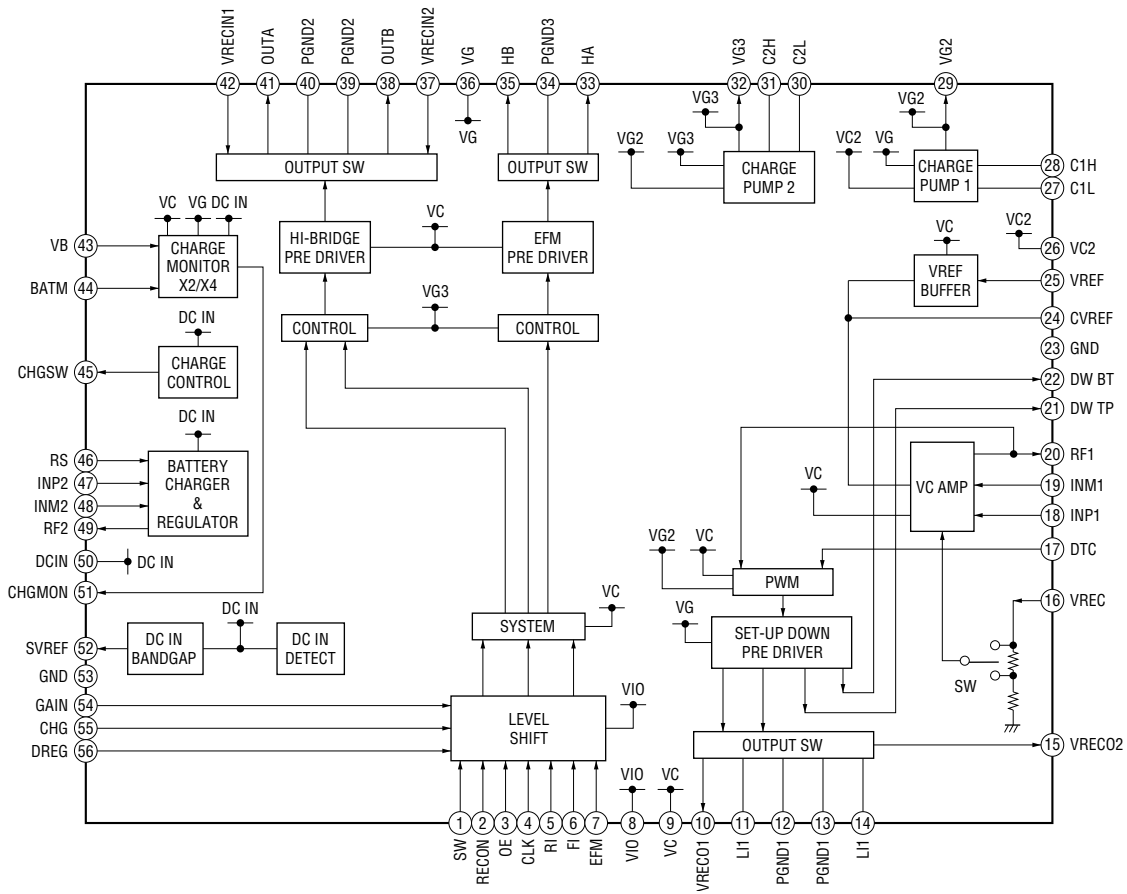 VRECIN1
OUTA
PGND2
PGND2
OUTB
VRECIN2
VG
HB
PGND3
HA
VG3
C2H
C2L
VG2
42
41
40
39
38
37
36
35
34
33
32
31
30
29
VG
OUTPUT SW
OUTPUT SW
VG3
VG2
VG3
CHARGE
PUMP 2
VG2
VC2
VG
CHARGE
PUMP 1
28 C1H
27 C1L
VC VG DC IN
VB 43
BATM 44
CHARGE
MONITOR
X2/X4
HI-BRIDGE
PRE DRIVER
VC
EFM
PRE DRIVER
VC
VREF
BUFFER
VC2
26 VC2
25 VREF
24 CVREF
23 GND
22 DW BT
21 DW TP
CONTROL
VG3
CONTROL
DC IN
CHARGE
CONTROL
CHGSW 45
DC IN
BATTERY
CHARGER
&
REGULATOR
RS 46
INP2 47
INM2 48
RF2 49
DCIN 50 DC IN
CHGMON 51
VC AMP
VC
20 RF1
19 INM1
18 INP1
17 DTC
16 VREC
VG2
VC
PWM
VG
SET-UP DOWN
PRE DRIVER
SW
SYSTEM
VC
DC IN
SVREF 52
DC IN
BANDGAP
DC IN
DETECT
GND 53
GAIN 54
CHG 55
DREG 56
LEVEL
SHIFT
VIO
OUTPUT SW
15 VRECO2
VIO
VC
1
2
3
4
5
6
7
8
9
10
11
12
13
14
SW
RECON
OE
CLK
RI
FI
EFM
VIO
VC
VRECO1
LI1
PGND1
PGND1
LI1